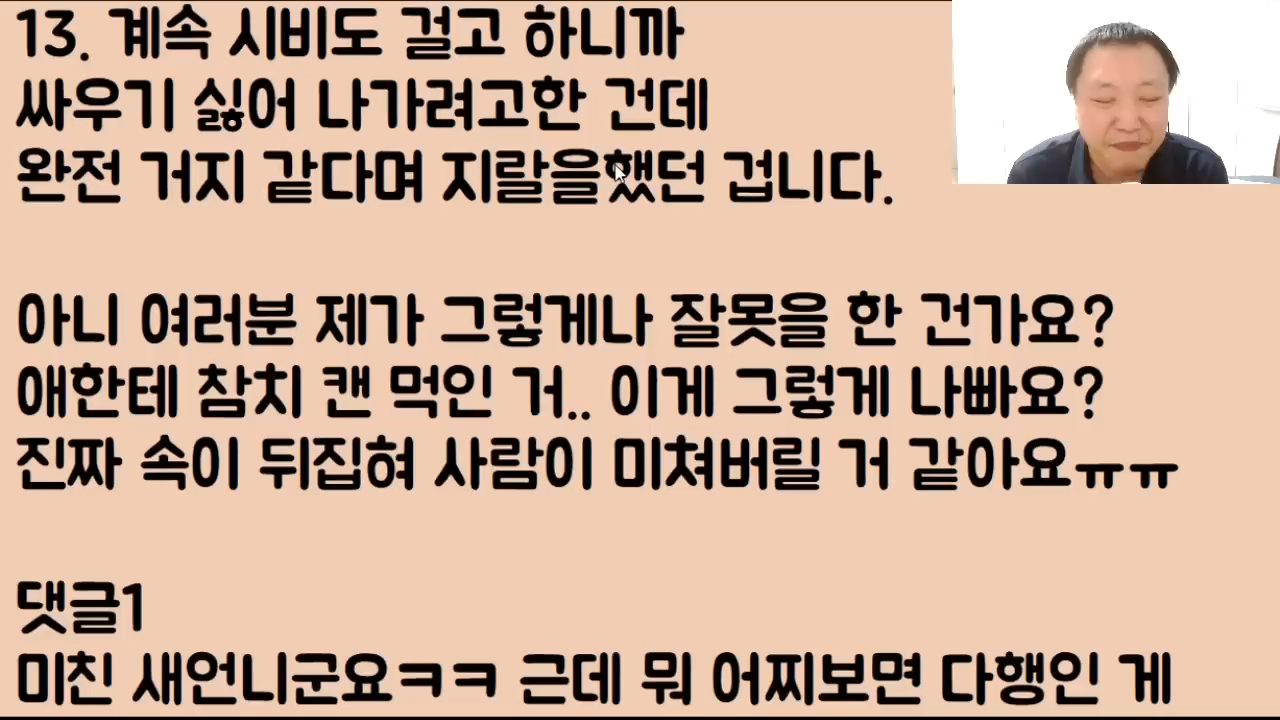 13. 계속 시비도 걸고 하니까
싸우기 싫어 나가려고한 건데
완전 거지 같다며 지랄을했던 겁니다.
아니 여러분 제가 그렇게나 잘못을 한 건가요?
애한테 참치 캔 먹인 거.. 이게 그렇게 나빠요?
진짜 속이 뒤집혀 사람이 미쳐버릴 거 같아요ㅠㅠ
댓글1
미친 새언니군요ㅋㅋ 근데 뭐 어찌보면 다행인 게